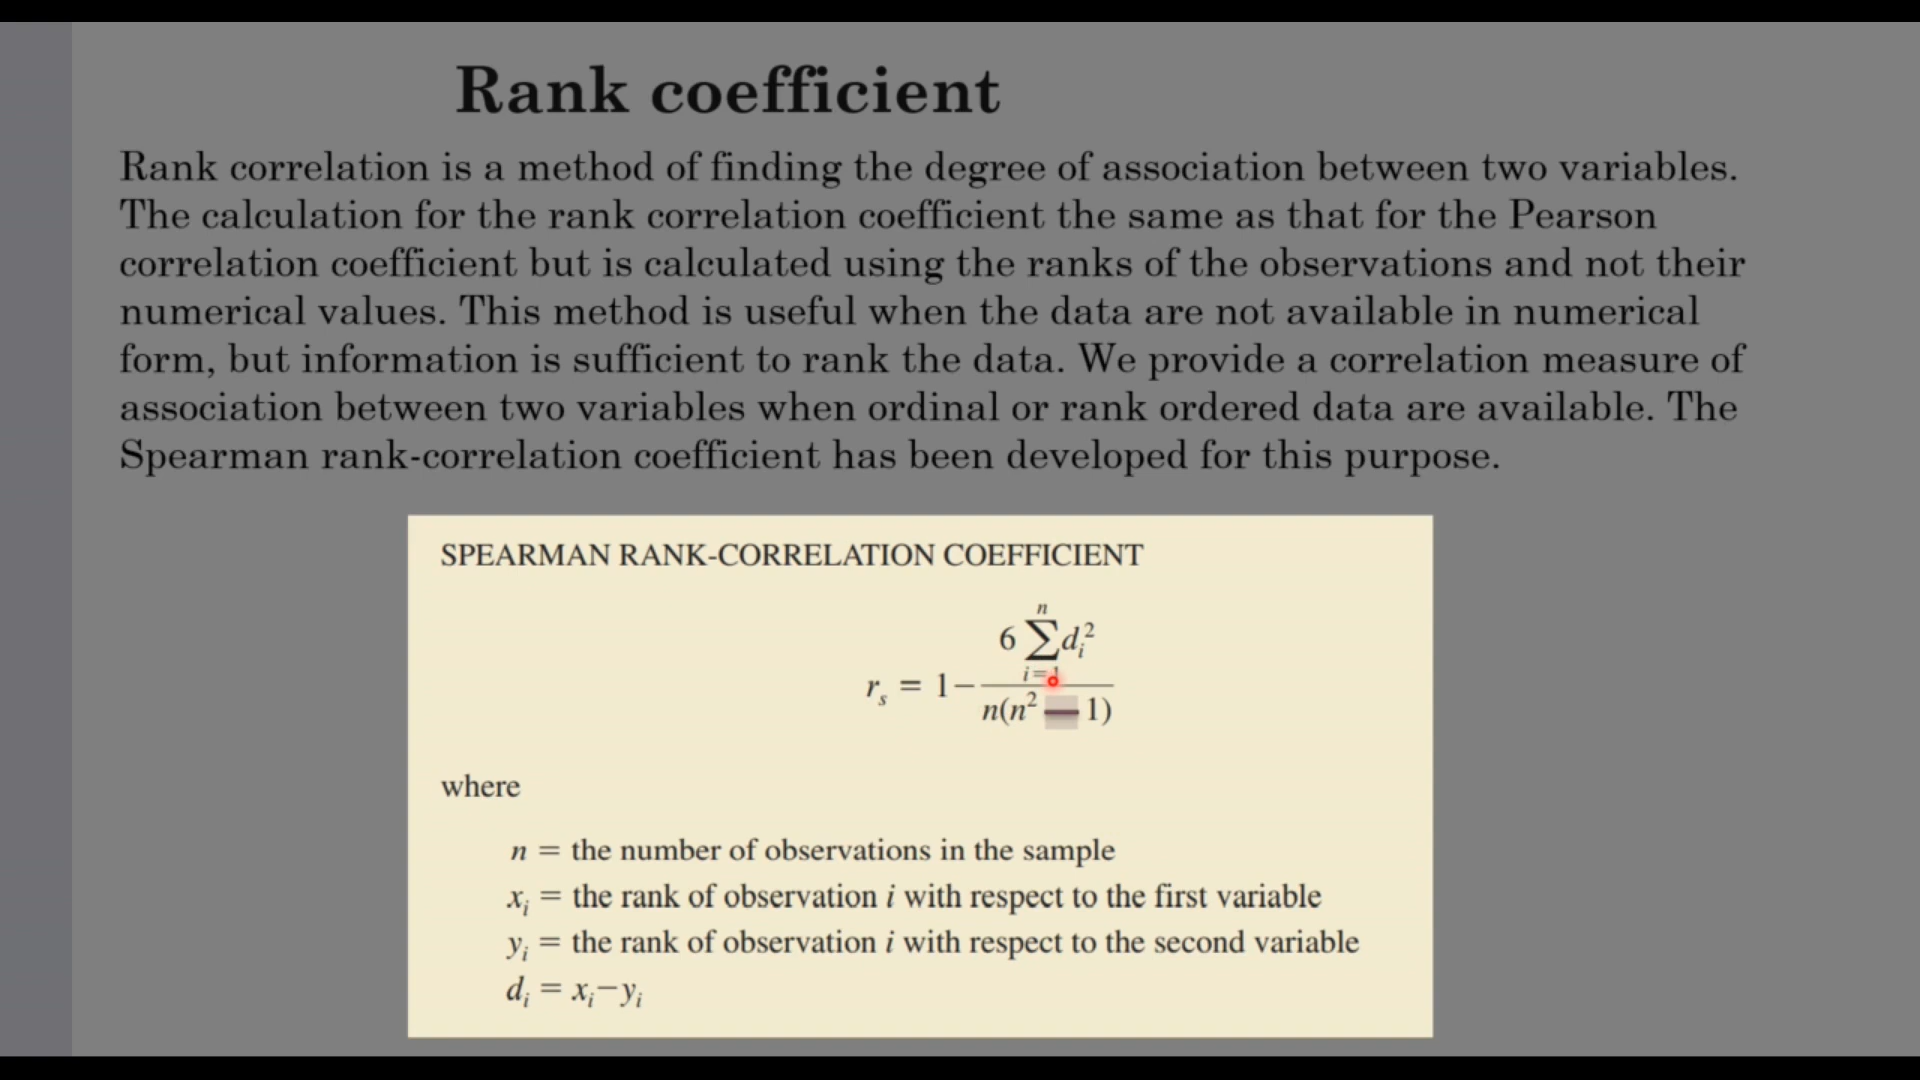 Rank coefficient
Rank correlation is a method of finding the degree of association between two variables.
The calculation for the rank correlation coefficient the same as that for the Pearson
correlation coefficient but is calculated using the ranks of the observations and not their
numerical values. This method is useful when the data are not available in numerical
form, but information is sufficient to rank the data. We provide a correlation measure of
association between two variables when ordinal or rank ordered data are available. The
Spearman rank-correlation coefficient has been developed for this purpose.
SPEARMAN RANK-CORRELATION COEFFICIENT
r_s = 1 − 6 ∑_{i=1}^{n} d_i² / n(n² − 1)
where
n = the number of observations in the sample
x_i = the rank of observation i with respect to the first variable
y_i = the rank of observation i with respect to the second variable
d_i = x_i − y_i